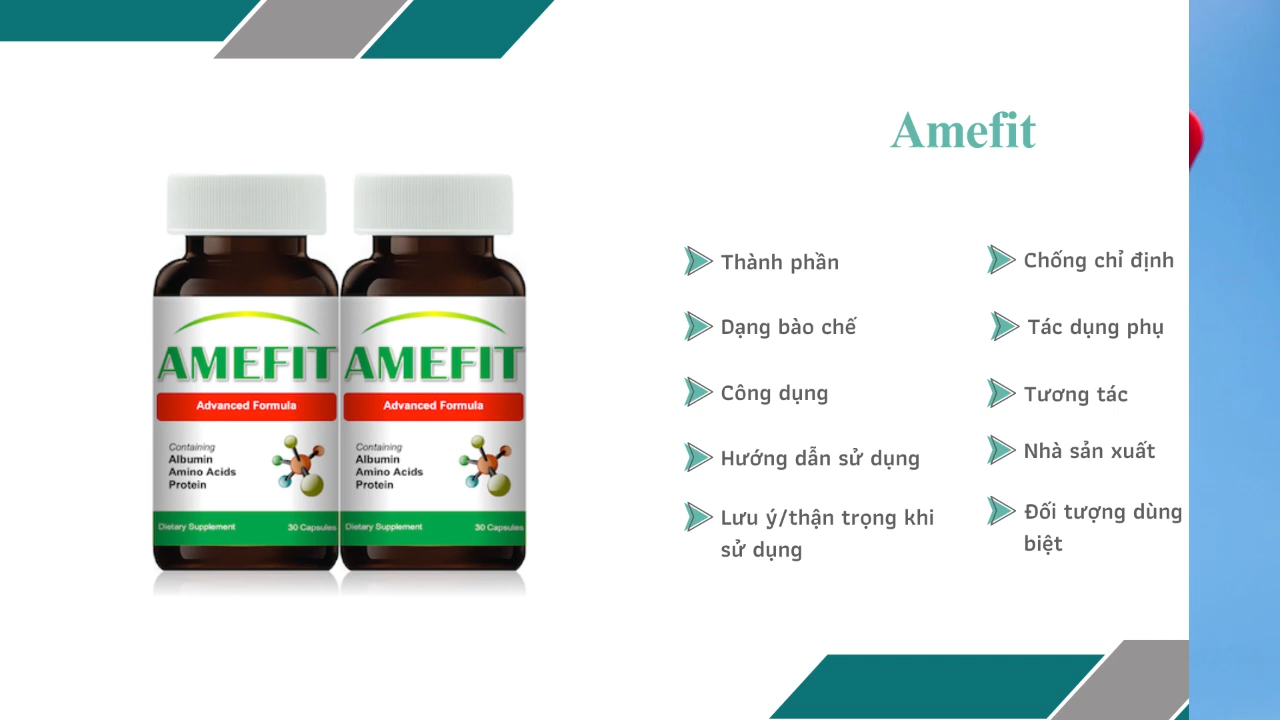 Amefit
AMEFIT
Advanced Formula
Containing
Albumin
Amino Acids
Protein
Dietary Supplement
30 Capsules
AMEFIT
Advanced Formula
Containing
Albumin
Amino Acids
Protein
Dietary Supplement
30 Capsules
Thành phần
Dạng bào chế
Công dụng
Hướng dẫn sử dụng
Lưu ý/thận trọng khi
sử dụng
Chống chỉ định
Tác dụng phụ
Tương tác
Nhà sản xuất
Đối tượng dùng
biệt